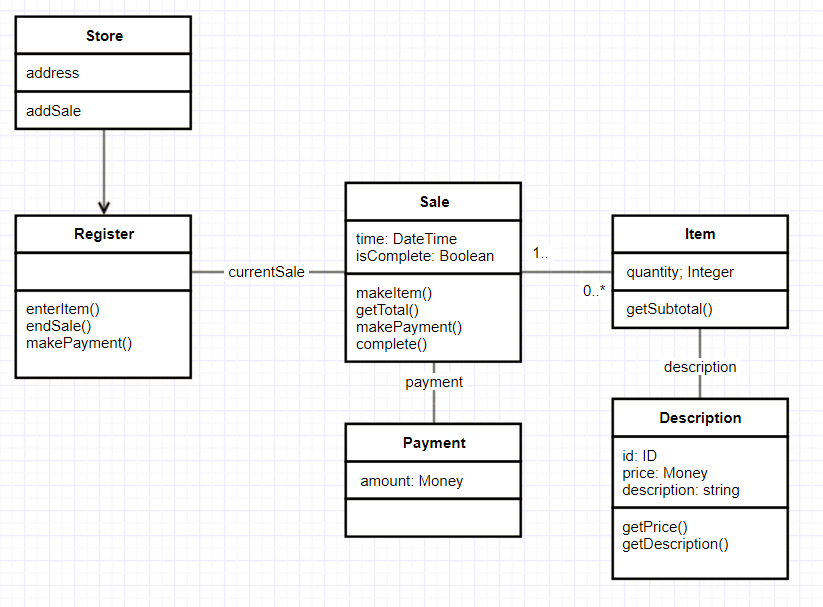 Store
address
addSale
Register
enterItem()
endSale()
makePayment()
currentSale
Sale
time: DateTime
isComplete: Boolean
makeItem()
getTotal()
makePayment()
complete()
1..
0..*
Item
quantity; Integer
getSubtotal()
payment
description
Payment
amount: Money
Description
id: ID
price: Money
description: string
getPrice()
getDescription()